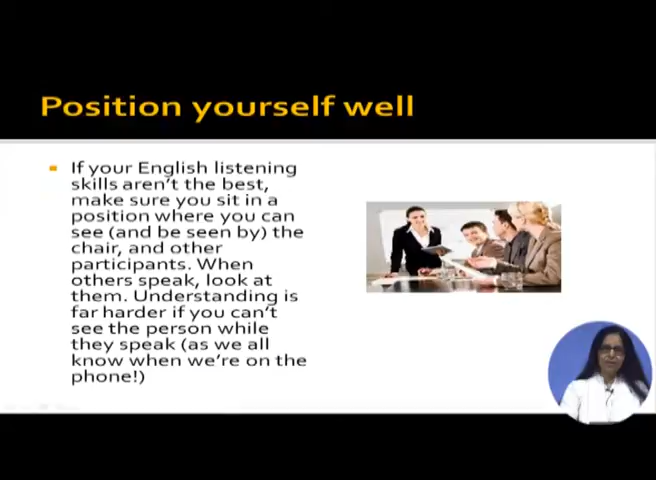 Position yourself well
If your English listening
skills aren't the best,
make sure you sit in a
position where you can
see (and be seen by) the
chair, and other
participants. When
others speak, look at
them. Understanding is
far harder if you can't
see the person while
they speak (as we all
know when we're on the
phone!)